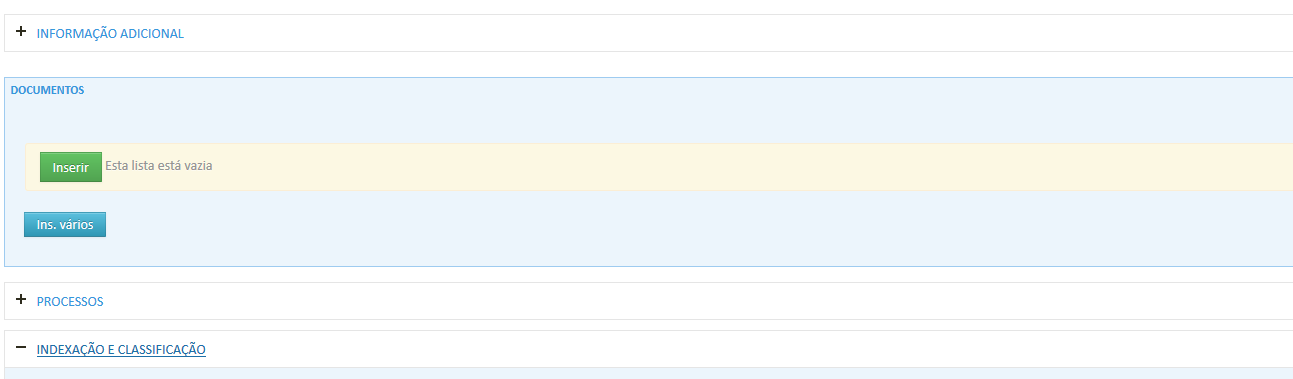 INFORMAÇÃO ADICIONAL
DOCUMENTOS
Inserir Esta lista está vazia
Ins. vários
PROCESSOS
INDEXAÇÃO E CLASSIFICAÇÃO